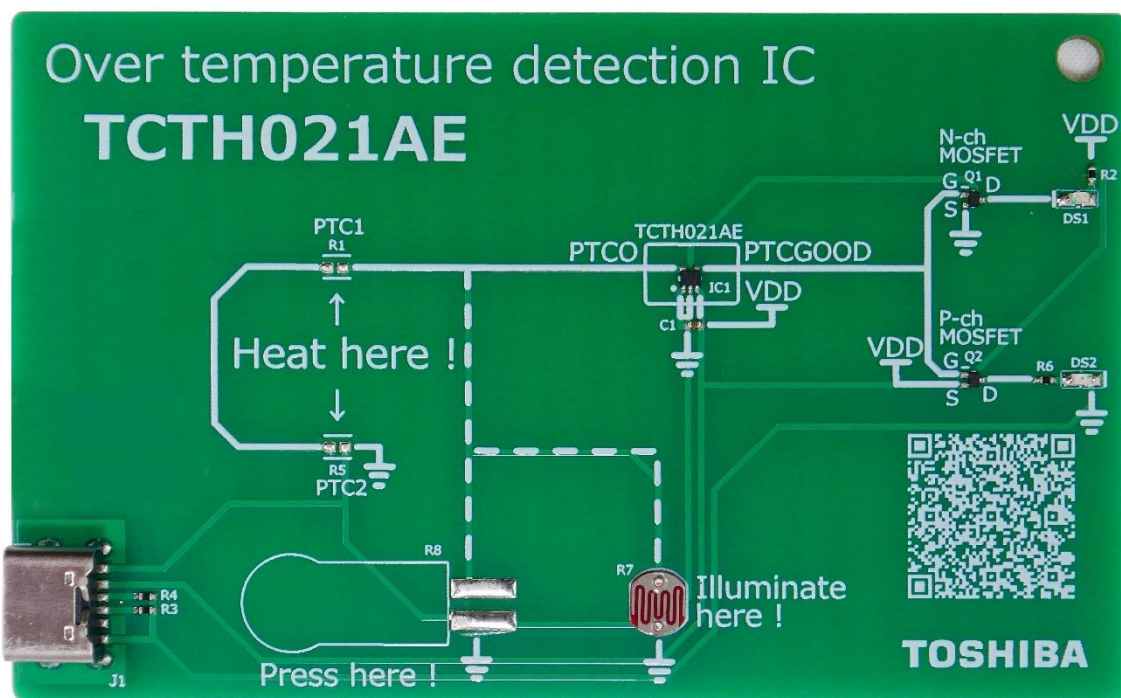 Over temperature detection IC
TCTH021AE
VDD
N-ch
MOSFET
G Q1 D
S
R2
DS1
PTC1
R1
TCTH021AE
PTCO
PTCGOOD
IC1
VDD
C1
Heat here !
P-ch
MOSFET
VDD
G Q2
S D
R6
DS2
R5
PTC2
R8
R7
Illuminate
here !
R4
R3
J1
Press here !
TOSHIBA